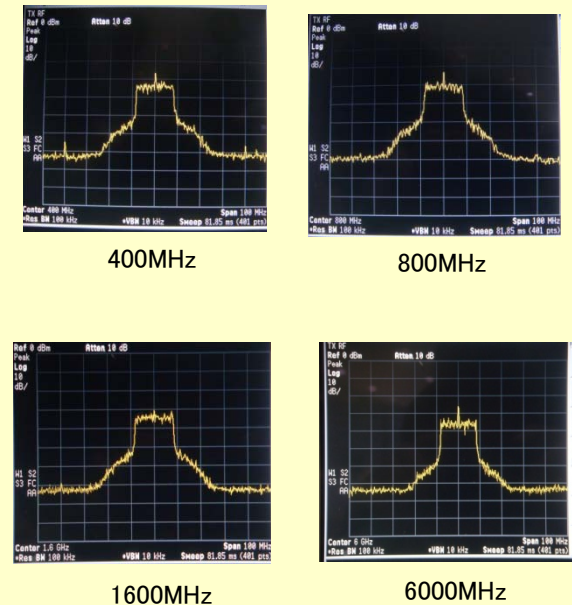 TX RF
Ref 0 dBm Atten 10 dB
Peak
Log
10
dB/
W1 S2
S3 FC
AA
Center 400 MHz Span 100 MHz
*Res BW 100 kHz *VBW 10 kHz Sweep 81.85 ms (401 pts)
400MHz
TX RF
Ref 0 dBm Atten 10 dB
Peak
Log
10
dB/
W1 S2
S3 FC
AA
Center 800 MHz Span 100 MHz
*Res BW 100 kHz *VBW 10 kHz Sweep 81.85 ms (401 pts)
800MHz
Ref 0 dBm Atten 10 dB
Peak
Log
10
dB/
W1 S2
S3 FC
AA
Center 1.6 GHz Span 100 MHz
*Res BW 100 kHz *VBW 10 kHz Sweep 81.85 ms (401 pts)
1600MHz
TX RF
Ref 0 dBm Atten 10 dB
Peak
Log
10
dB/
W1 S2
S3 FC
AA
Center 6 GHz Span 100 MHz
*Res BW 100 kHz *VBW 10 kHz Sweep 81.85 ms (401 pts)
6000MHz